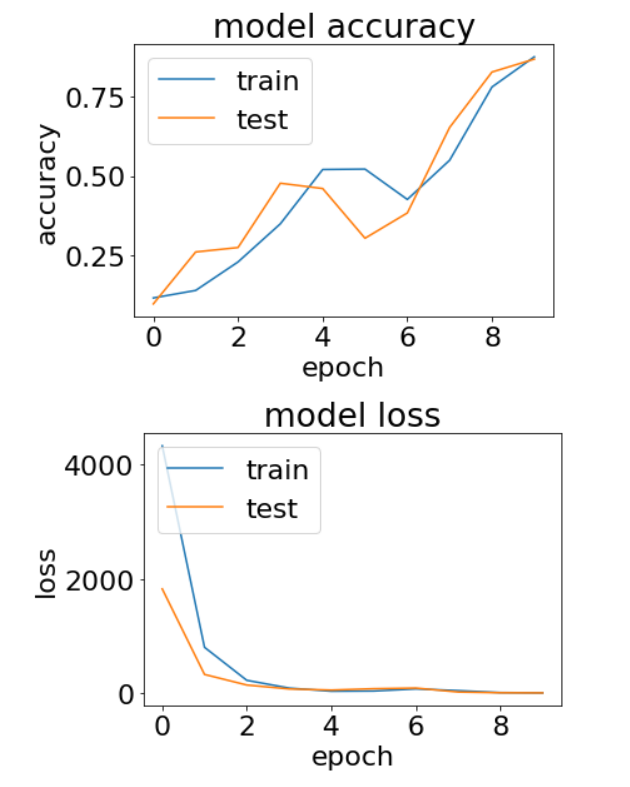 model accuracy
train
test
0.75
0.50
0.25
accuracy
0 2 4 6 8
epoch
model loss
train
test
4000
2000
0
loss
0 2 4 6 8
epoch